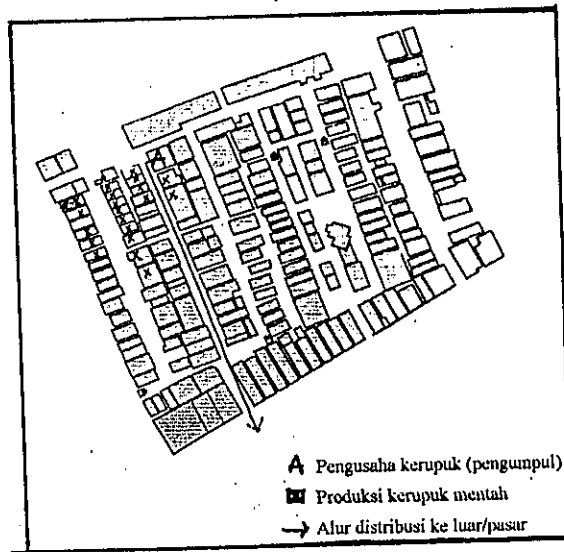 A Pengusaha kerupuk (pengumpul)
Produksi kerupuk mentah
Alur distribusi ke luar/pasar